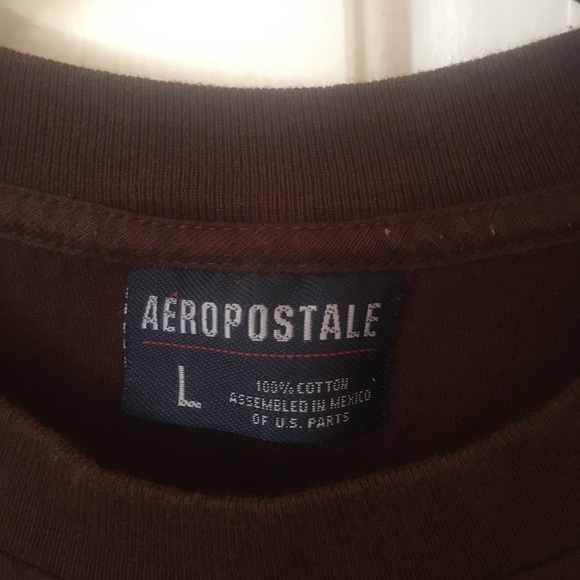 AÉROPOSTALE
L
100% COTTON
ASSEMBLED IN MEXICO
OF U.S. PARTS